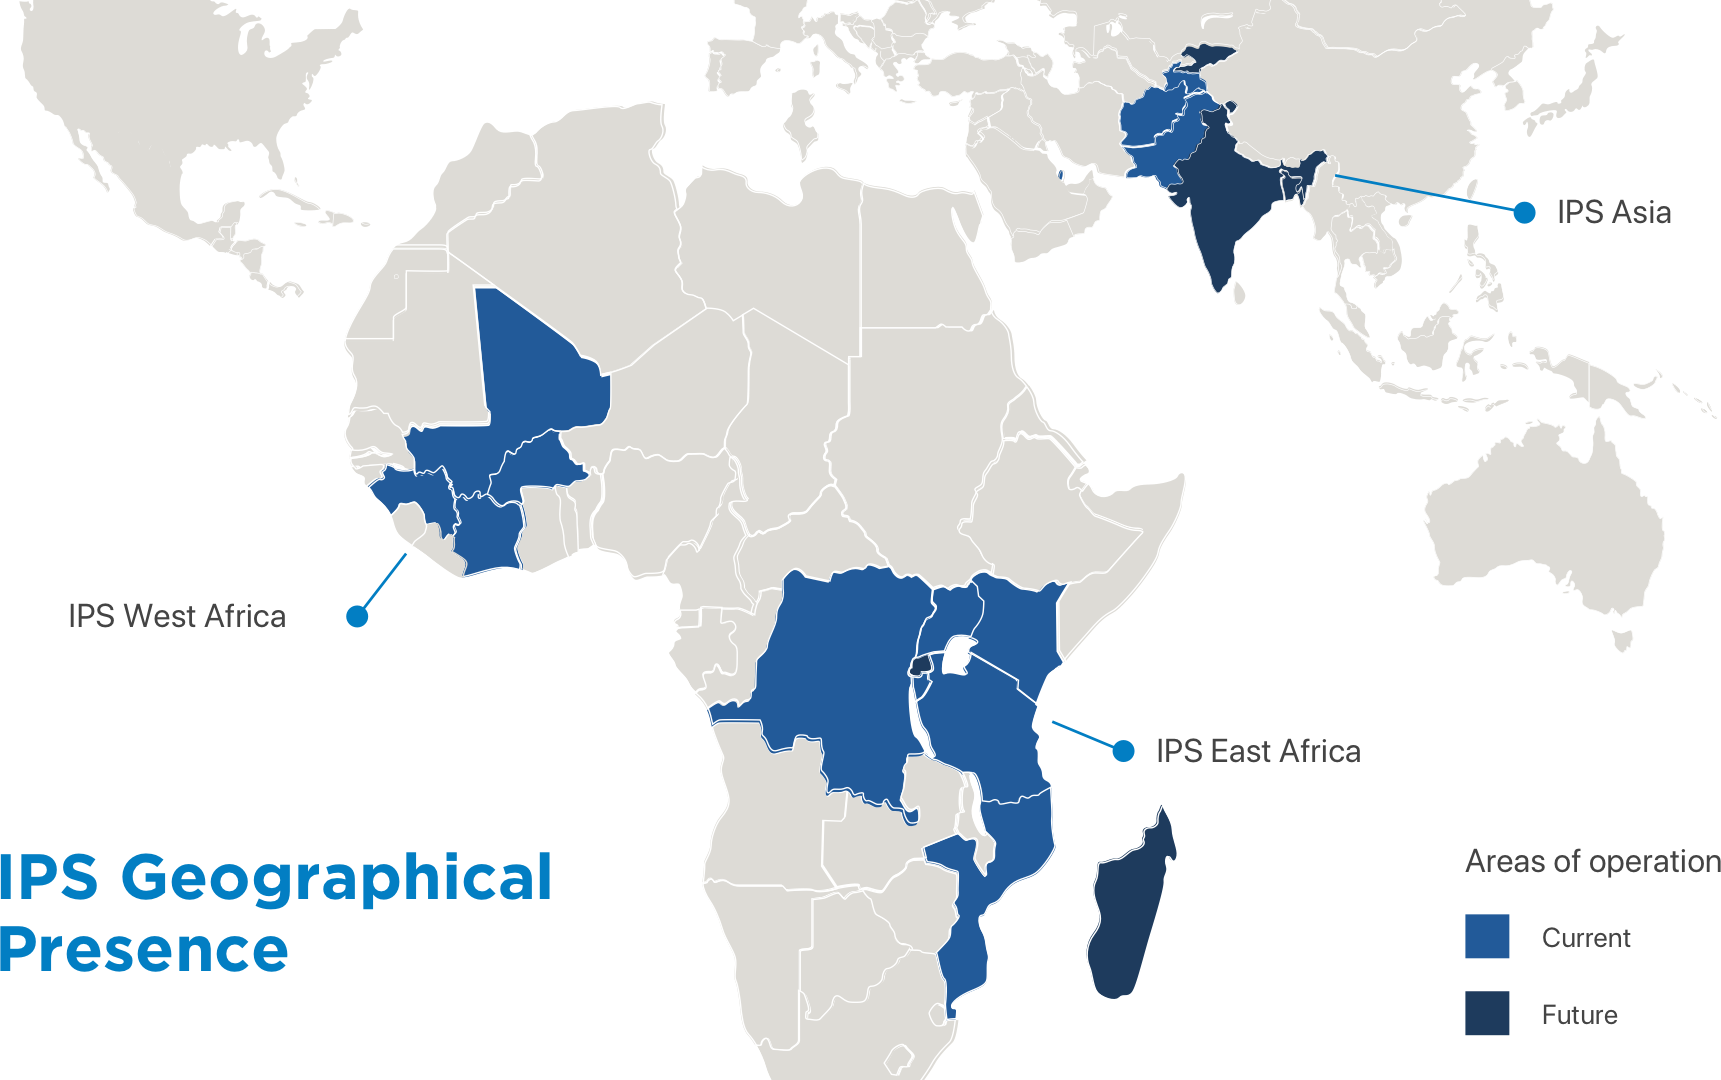 IPS Asia
IPS West Africa
IPS East Africa
IPS Geographical
Presence
Areas of operation
Current
Future